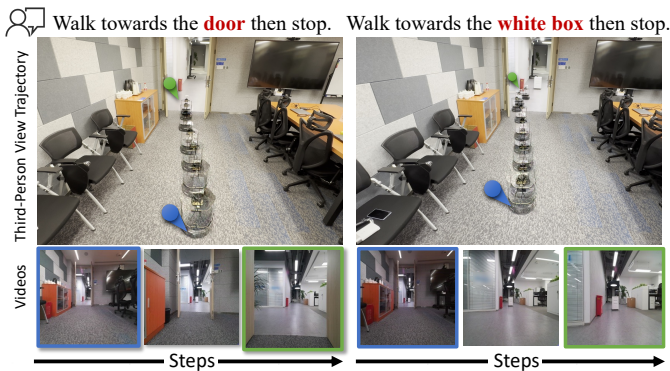 Walk towards the door then stop.
Walk towards the white box then stop.
Third-Person View Trajectory
Videos
Steps
Steps